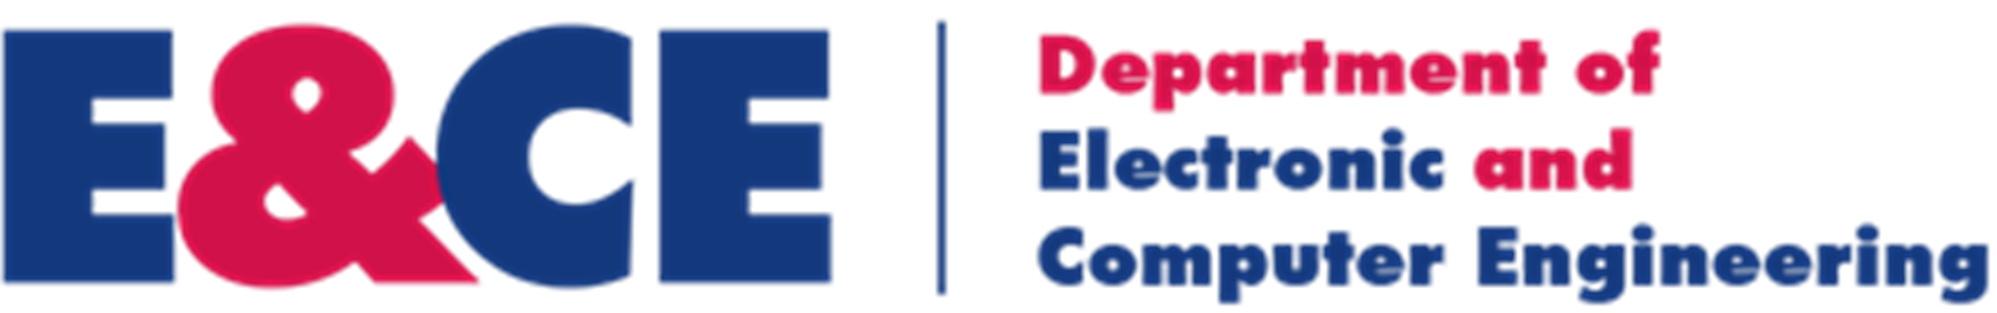 E&CE
Department of
Electronic and
Computer Engineering